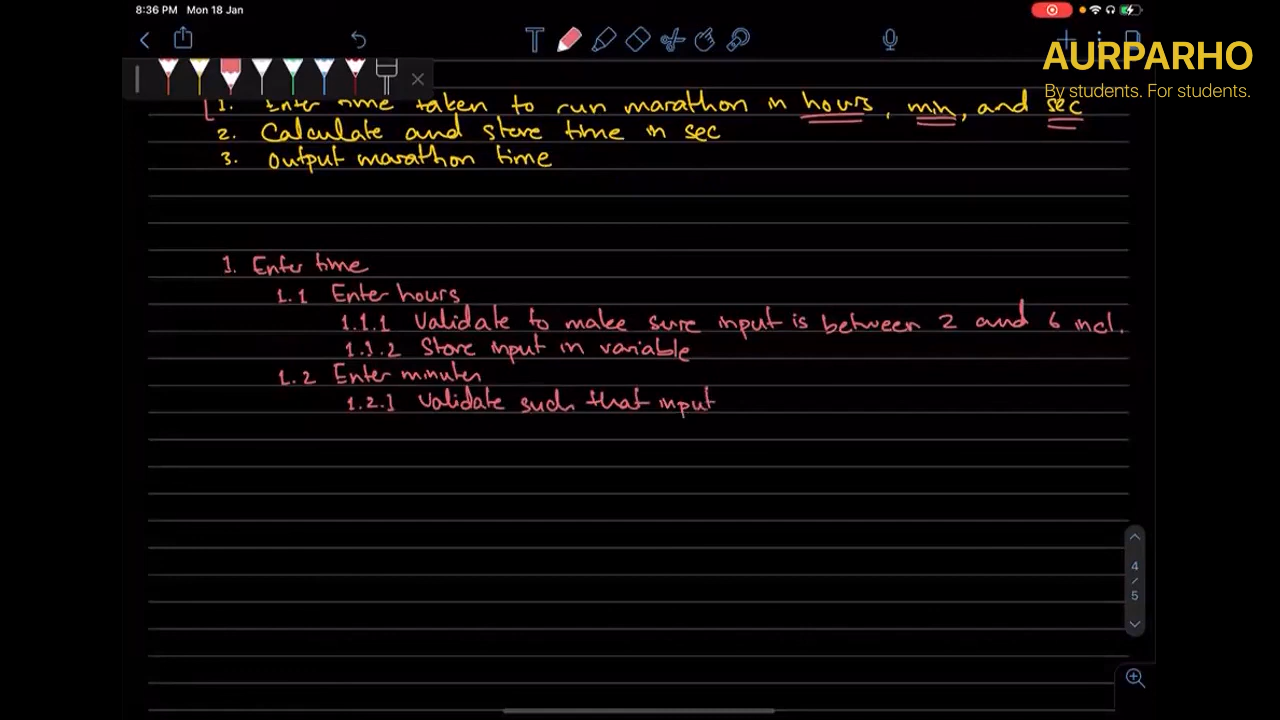 8:36 PM Mon 18 Jan
AURPARHO
By students. For students.
1. Enter time taken to run marathon in hours, min, and sec
2. Calculate and store time in sec
3. Output marathon time
1. Enter time
1.1 Enter hours
1.1.1 Validate to make sure input is between 2 and 6 incl.
1.1.2 Store input in variable
1.2 Enter minutes
1.2.1 Validate such that input
4
/
5